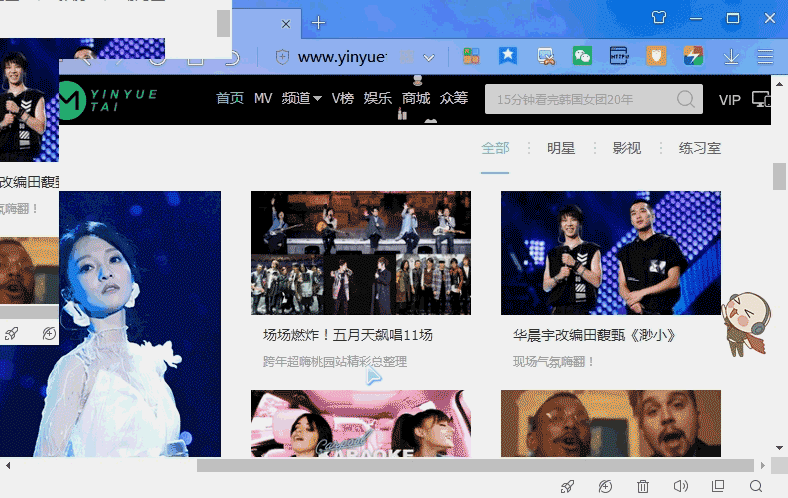 www.yinyue
YINYUE
TAI
首页 MV 频道 V榜 娱乐 商城 众筹
15分钟看完韩国女团20年
VIP
全部 明星 影视 练习室
改编田馥甄
气氛嗨翻！
场场燃炸！五月天飙唱11场
跨年超嗨桃园站精彩总整理
华晨宇改编田馥甄《渺小》
现场气氛嗨翻！
KARAOKE